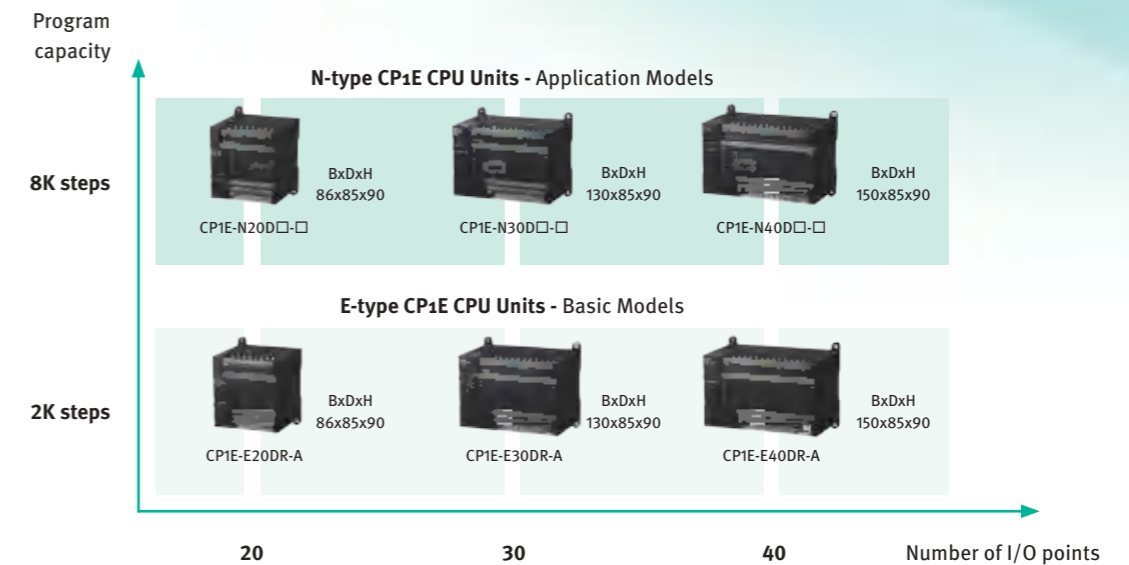 Program
capacity
N-type CP1E CPU Units - Application Models
8K steps
BxDxH
86x85x90
CP1E-N20D□-□
BxDxH
130x85x90
CP1E-N30D□-□
BxDxH
150x85x90
CP1E-N40D□-□
E-type CP1E CPU Units - Basic Models
2K steps
BxDxH
86x85x90
CP1E-E20DR-A
BxDxH
130x85x90
CP1E-E30DR-A
BxDxH
150x85x90
CP1E-E40DR-A
20
30
40
Number of I/O points